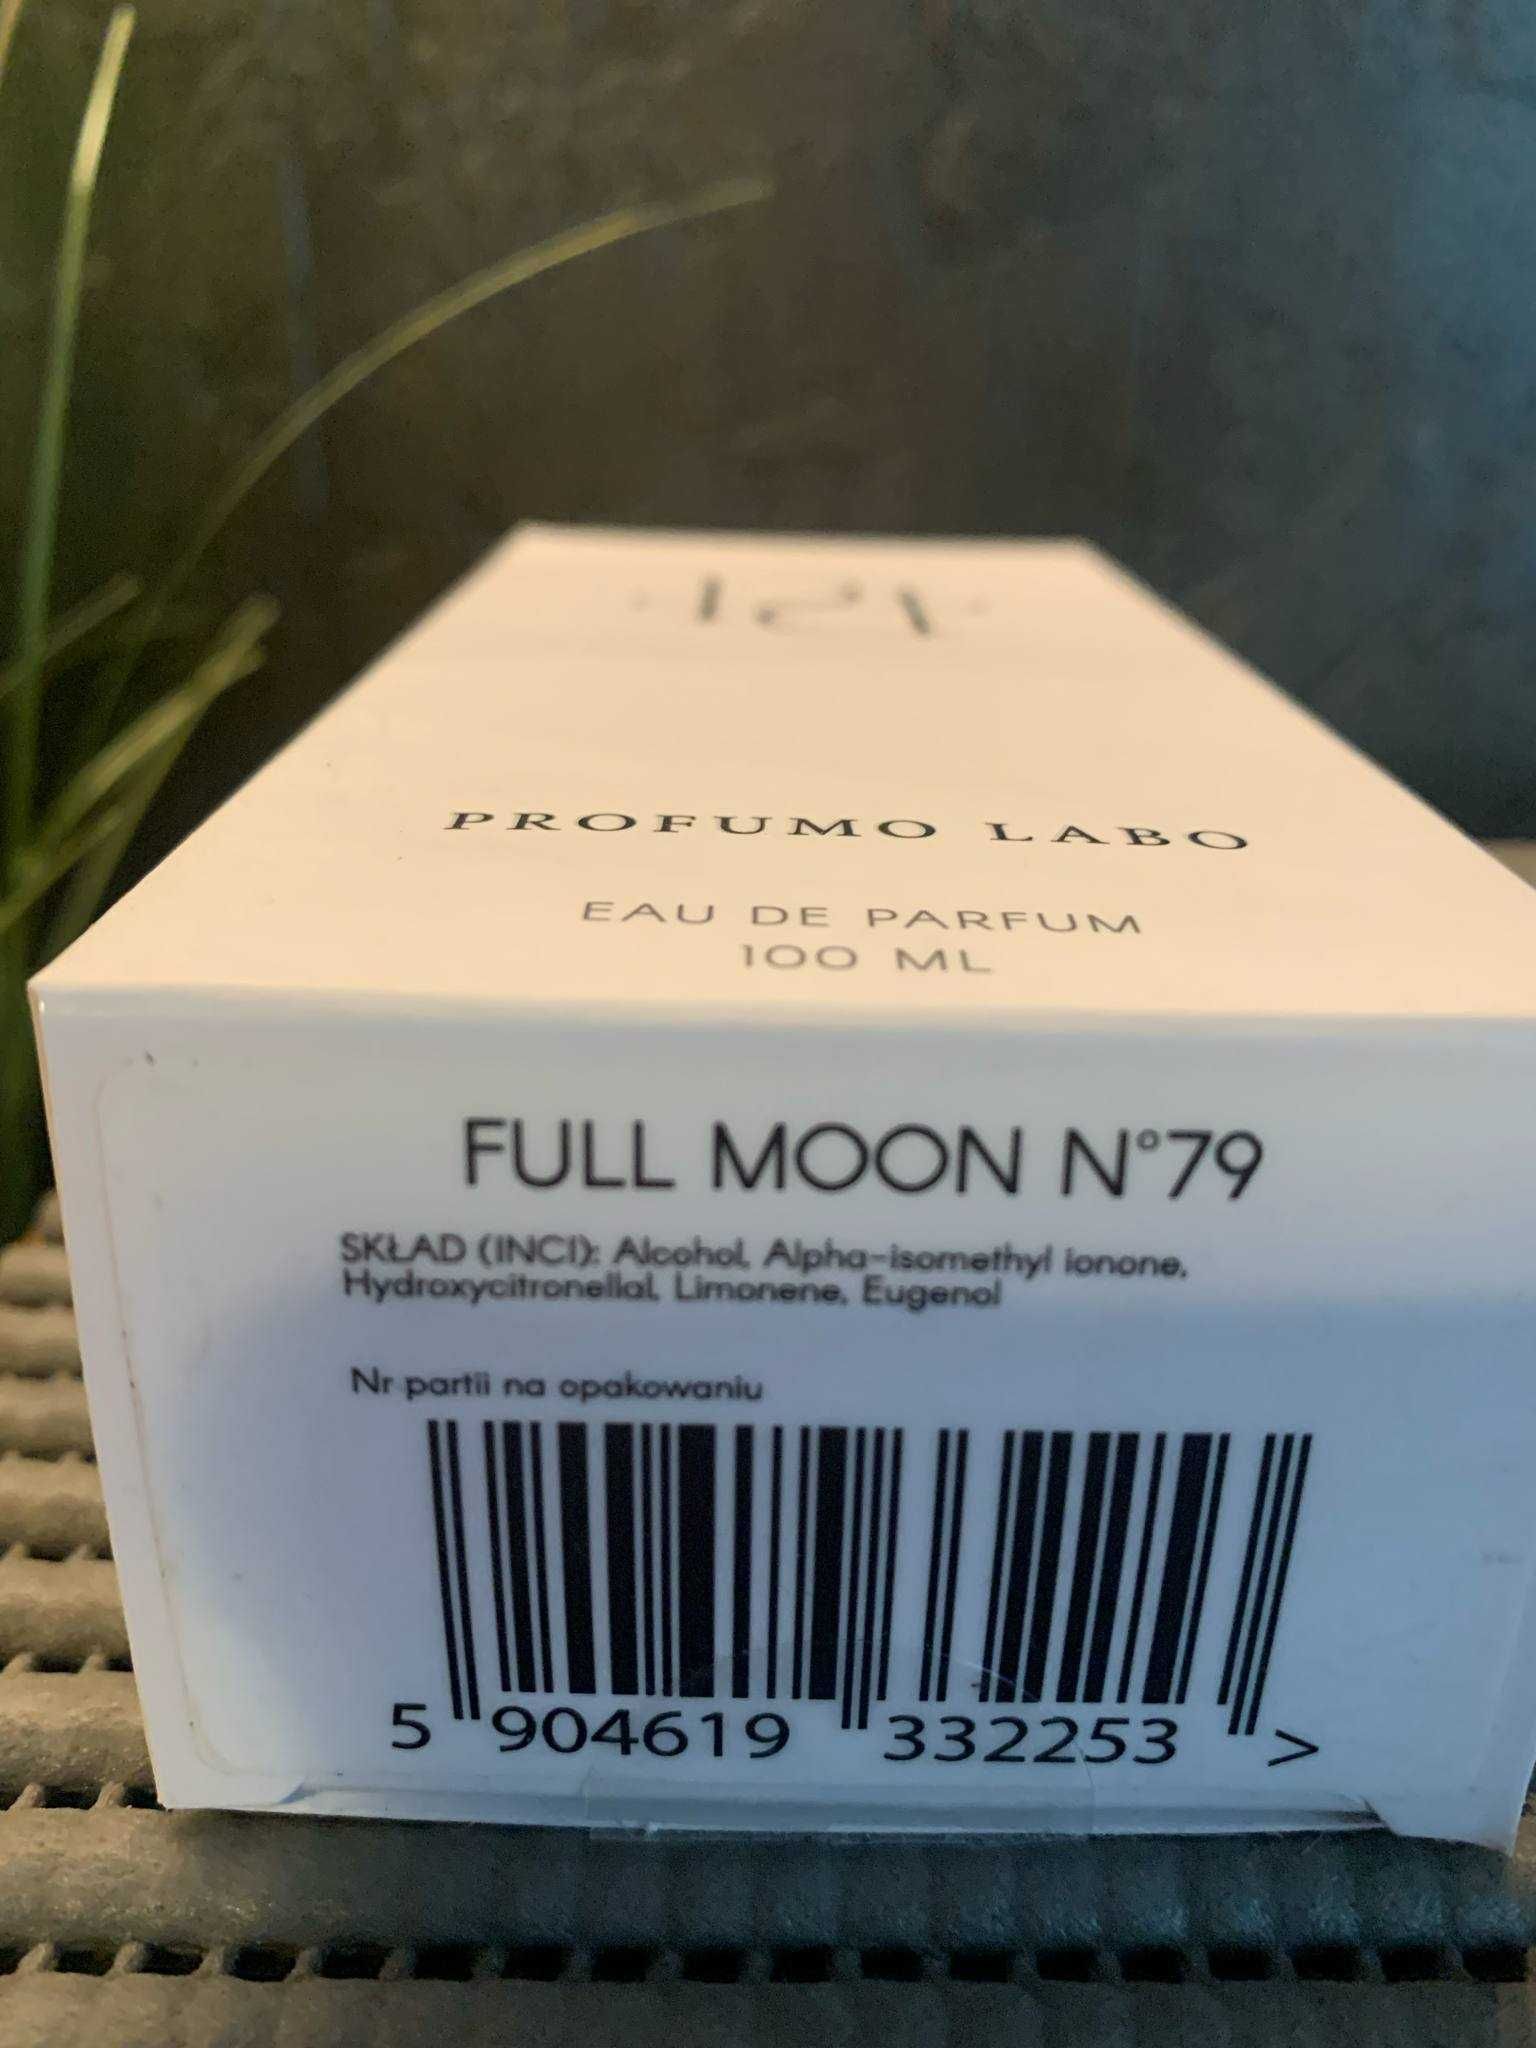 PROFUMO LABO
EAU DE PARFUM
100 ML
FULL MOON N°79
SKŁAD (INCI): Alcohol, Alpha-isomethyl ionone,
Hydroxycitronellal, Limonene, Eugenol
Nr partii na opakowaniu
5 904619 332253 >